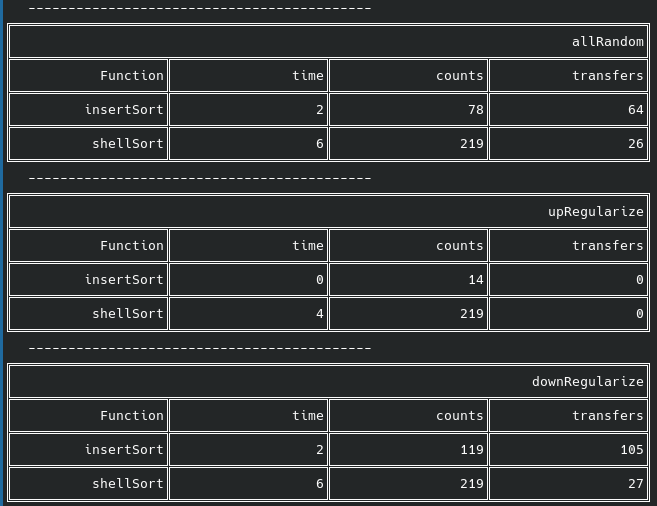 -------------------------------------------
allRandom
Function time counts transfers
insertSort 2 78 64
shellSort 6 219 26
-------------------------------------------
upRegularize
Function time counts transfers
insertSort 0 14 0
shellSort 4 219 0
-------------------------------------------
downRegularize
Function time counts transfers
insertSort 2 119 105
shellSort 6 219 27